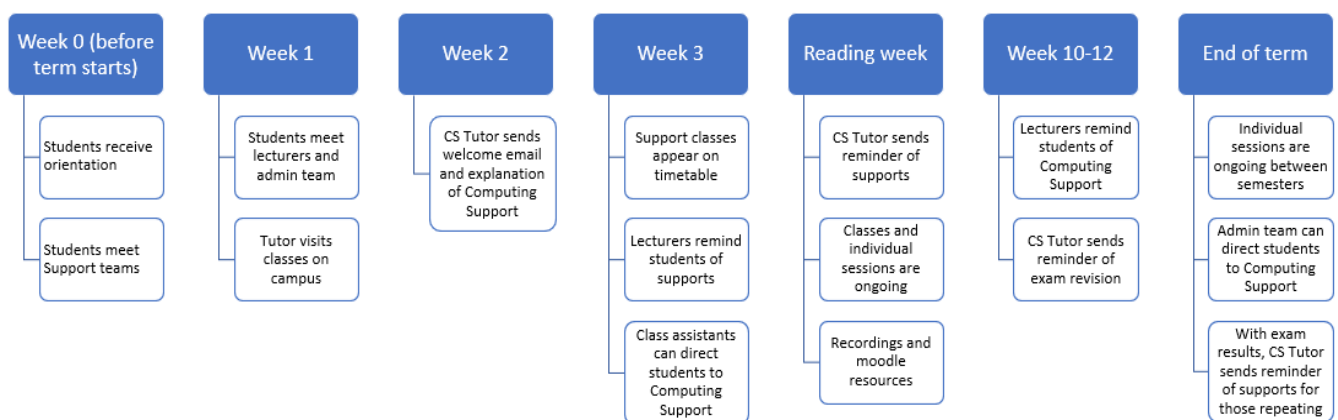 Week 0 (before
term starts)
Students receive
orientation
Students meet
Support teams
Week 1
Students meet
lecturers and
admin team
Tutor visits
classes on
campus
Week 2
CS Tutor sends
welcome email
and explanation
of Computing
Support
Week 3
Support classes
appear on
timetable
Lecturers remind
students of
supports
Class assistants
can direct
students to
Computing
Support
Reading week
CS Tutor sends
reminder of
supports
Classes and
individual
sessions are
ongoing
Recordings and
moodle
resources
Week 10-12
Lecturers remind
students of
Computing
Support
CS Tutor sends
reminder of
exam revision
End of term
Individual
sessions are
ongoing between
semesters
Admin team can
direct students
to Computing
Support
With exam
results, CS Tutor
sends reminder
of supports for
those repeating